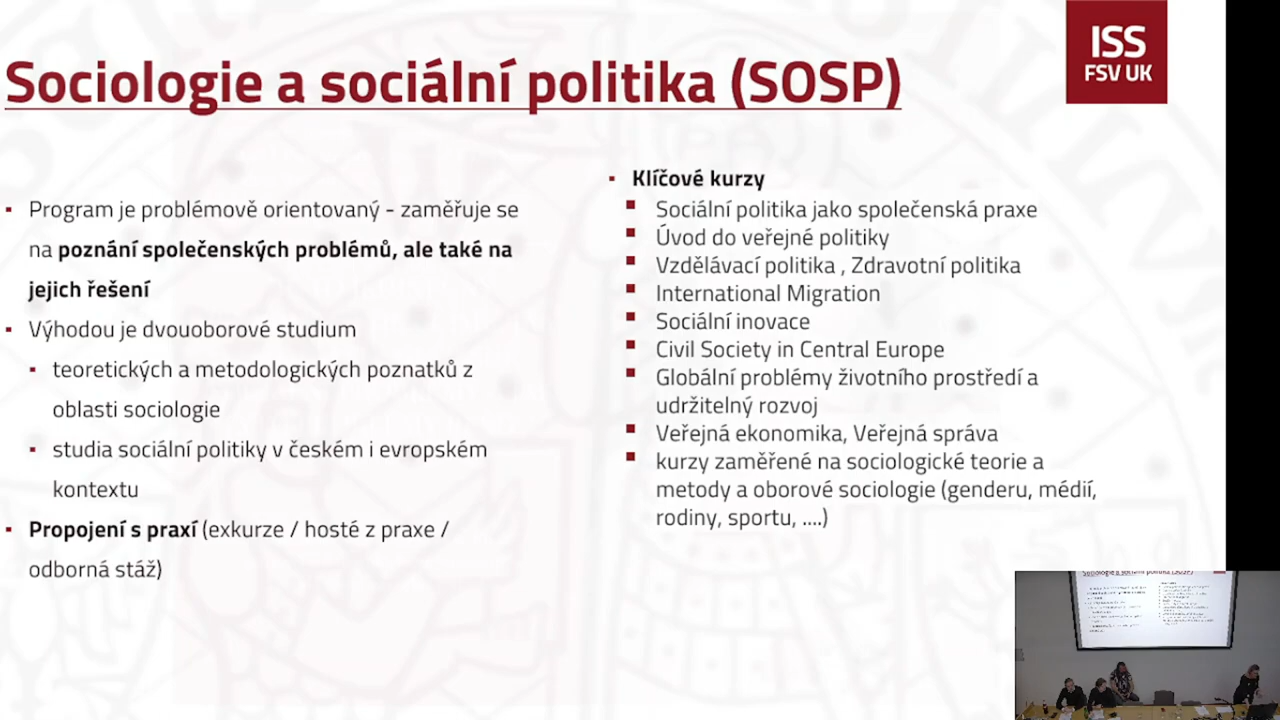 Sociologie a sociální politika (SOSP)
ISS
FSV UK
Program je problémově orientovaný - zaměřuje se
na poznání společenských problémů, ale také na
jejich řešení
Výhodou je dvouoborové studium
teoretických a metodologických poznatků z
oblasti sociologie
studia sociální politiky v českém i evropském
kontextu
Propojení s praxí (exkurze / hosté z praxe /
odborná stáž)
Klíčové kurzy
Sociální politika jako společenská praxe
Úvod do veřejné politiky
Vzdělávací politika , Zdravotní politika
International Migration
Sociální inovace
Civil Society in Central Europe
Globální problémy životního prostředí a
udržitelný rozvoj
Veřejná ekonomika, Veřejná správa
kurzy zaměřené na sociologické teorie a
metody a oborové sociologie (genderu, médií,
rodiny, sportu, ....)
Sociologie a sociální politika (SOSP)